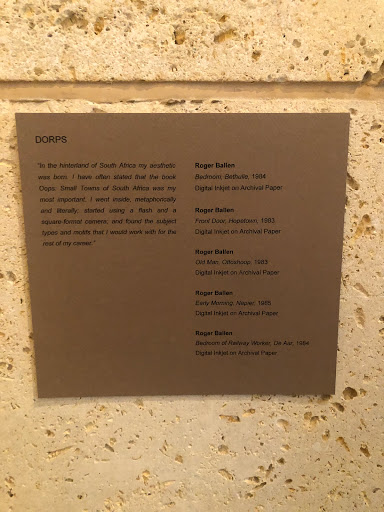 DORPS
"In the hinterland of South Africa my aesthetic
was born. I have often stated that the book
Dorps: Small Towns of South Africa was my
most important. I went inside, metaphorically
and literally; started using a flash and a
square-format camera; and found the subject
types and motifs that I would work with for the
rest of my career."
Roger Ballen
Bedroom, Bethulie, 1984
Digital Inkjet on Archival Paper
Roger Ballen
Front Door, Hopetown, 1983
Digital Inkjet on Archival Paper
Roger Ballen
Old Man, Ottoshoop, 1983
Digital Inkjet on Archival Paper
Roger Ballen
Early Morning, Napier, 1985
Digital Inkjet on Archival Paper
Roger Ballen
Bedroom of Railway Worker, De Aar, 1984
Digital Inkjet on Archival Paper